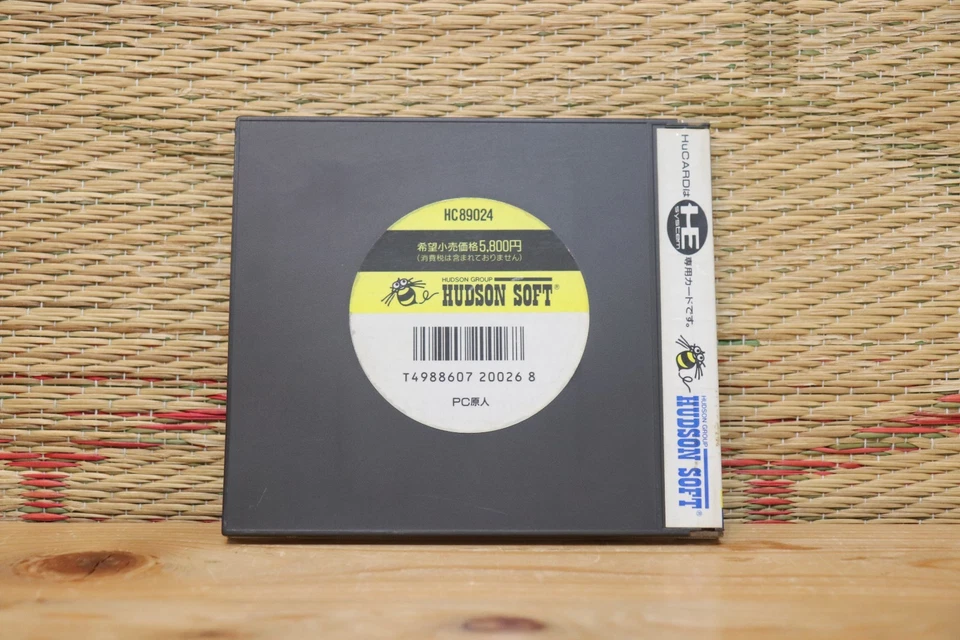 HC89024
希望小売価格5,800円
(消費税は含まれておりません)
HUDSON GROUP
HUDSON SOFT®
T4988607 20026 8
PC原人
HuCARDは
HE
system
専用カードです。
HUDSON GROUP
HUDSON SOFT®